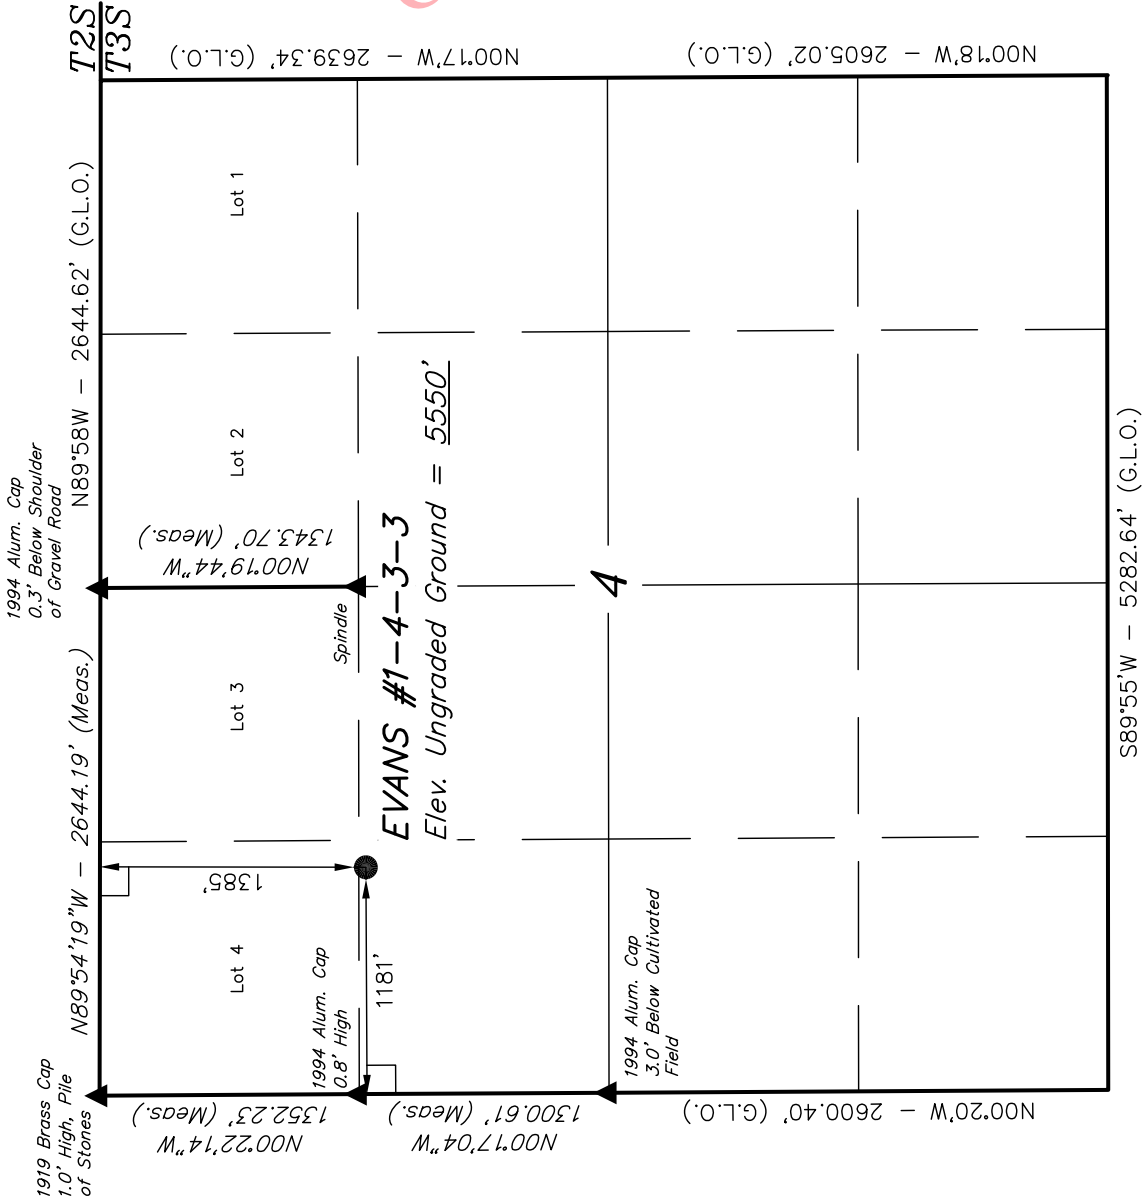 T2S
T3S
1919 Brass Cap
1.0' High, Pile
of Stones
N89°54'19"W – 2644.19' (Meas.)
1994 Alum. Cap
0.3' Below Shoulder
of Gravel Road
N89°58W – 2644.62' (G.L.O.)
N00°22'14"W
1352.23' (Meas.)
Lot 4
Lot 3
Lot 2
Lot 1
1385'
N00°19'44"W
1343.70' (Meas.)
N00°17'W – 2639.34' (G.L.O.)
1994 Alum. Cap
0.8' High
Spindle
1181'
EVANS #1-4-3-3
Elev. Ungraded Ground = 5550'
N00°17'04"W
1300.61' (Meas.)
4
1994 Alum. Cap
3.0' Below Cultivated
Field
N00°20'W – 2600.40' (G.L.O.)
N00°18'W – 2605.02' (G.L.O.)
S89°55'W – 5282.64' (G.L.O.)